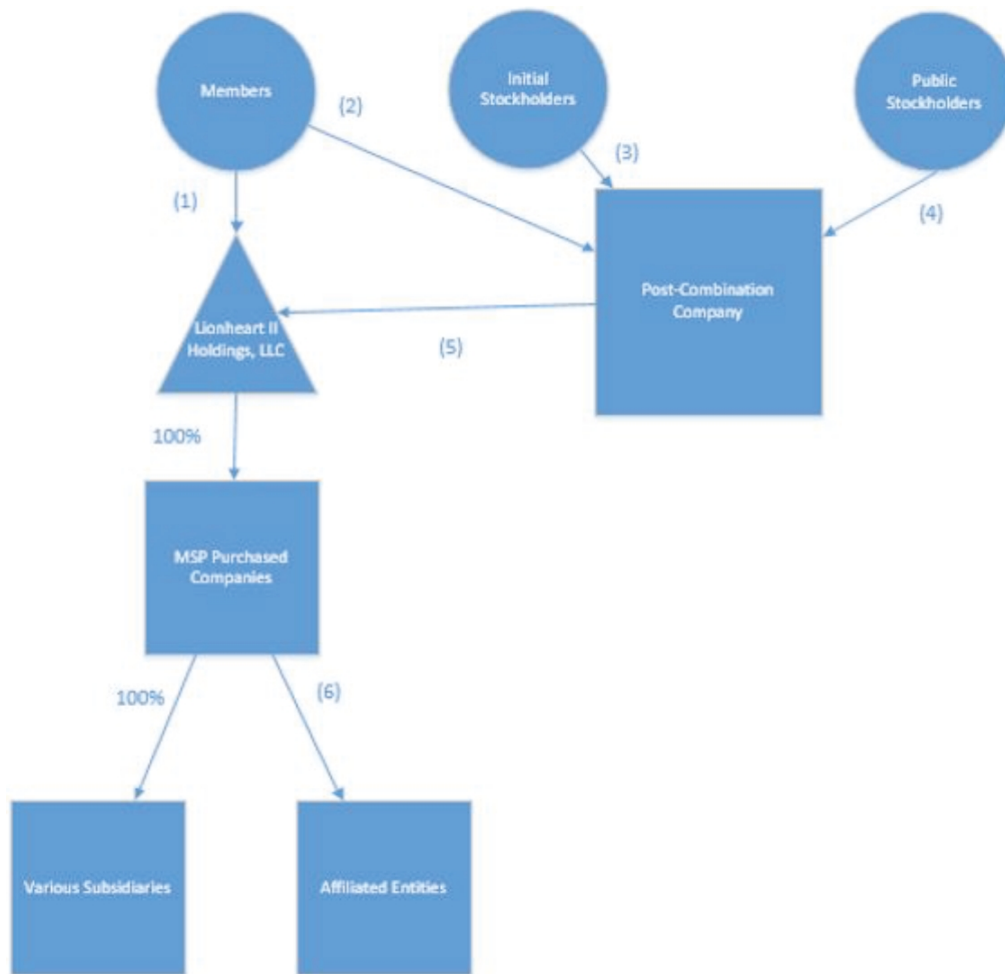 Members
Initial
Stockholders
Public
Stockholders
(2)
(3)
(1)
(4)
Post-Combination
Company
Lionheart II
Holdings, LLC
(5)
100%
MSP Purchased
Companies
100%
(6)
Various Subsidiaries
Affiliated Entities